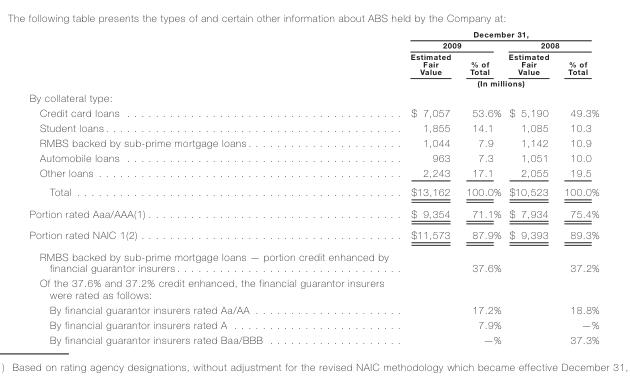 The following table presents the types of and certain other information about ABS held by the Company at:
December 31,
2009 2008
Estimated Fair Value % of Total Estimated Fair Value % of Total
(In millions)
By collateral type:
Credit card loans . . . . . . . . . . $ 7,057 53.6% $ 5,190 49.3%
Student loans . . . . . . . . . . 1,855 14.1 1,085 10.3
RMBS backed by sub-prime mortgage loans . . . . . . . . . . 1,044 7.9 1,142 10.9
Automobile loans . . . . . . . . . . 963 7.3 1,051 10.0
Other loans . . . . . . . . . . 2,243 17.1 2,055 19.5
Total . . . . . . . . . . $13,162 100.0% $10,523 100.0%
Portion rated Aaa/AAA(1) . . . . . . . . . . $ 9,354 71.1% $ 7,934 75.4%
Portion rated NAIC 1(2) . . . . . . . . . . $11,573 87.9% $ 9,393 89.3%
RMBS backed by sub-prime mortgage loans — portion credit enhanced by
financial guarantor insurers . . . . . . . . . . 37.6% 37.2%
Of the 37.6% and 37.2% credit enhanced, the financial guarantor insurers
were rated as follows:
By financial guarantor insurers rated Aa/AA . . . . . . . . . . 17.2% 18.8%
By financial guarantor insurers rated A . . . . . . . . . . 7.9% —%
By financial guarantor insurers rated Baa/BBB . . . . . . . . . . —% 37.3%
) Based on rating agency designations, without adjustment for the revised NAIC methodology which became effective December 31,